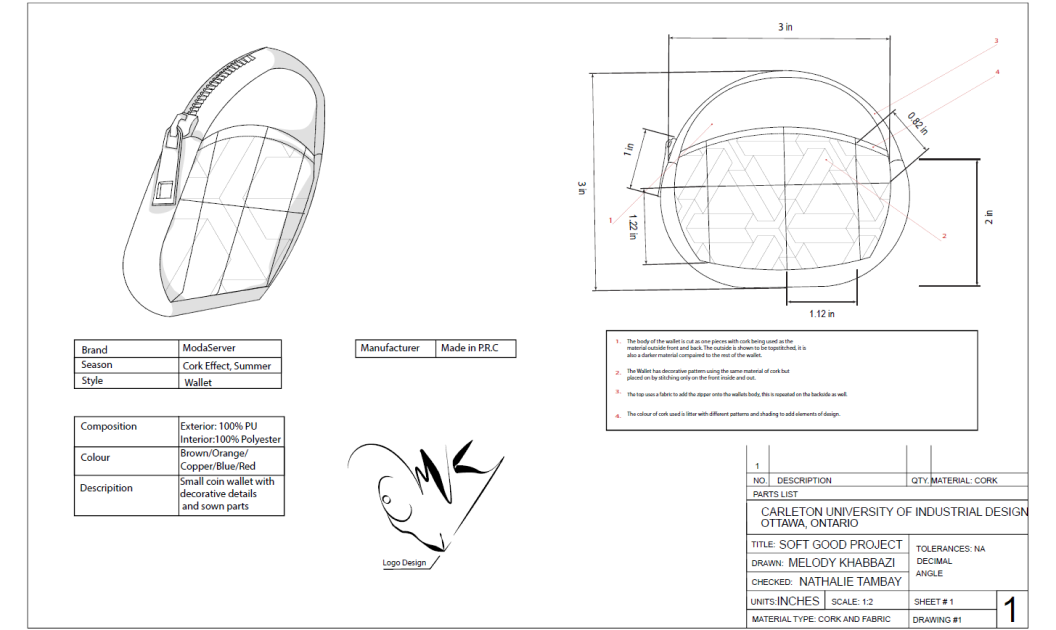 3 in
3
4
0.82 in
1 in
3 in
1
1.22 in
2 in
2
1.12 in
Brand ModaServer
Season Cork Effect, Summer
Style Wallet
Manufacturer Made in P.R.C
Composition Exterior: 100% PU
Interior:100% Polyester
Colour Brown/Orange/
Copper/Blue/Red
Descripition Small coin wallet with
decorative details
and sown parts
Logo Design
1. The body of the wallet is cut as one pieces with cork being used as the
material outside front and back. The outside is shown to be topstitched, it is
also a darker material compaired to the rest of the wallet.
2. The Wallet has decorative pattern using the same material of cork but
placed on by stitching only on the front inside and out.
3. The top uses a fabric to add the zipper onto the wallets body, this is repeated on the backside as well.
4. The colour of cork used is litter with different patterns and shading to add elements of design.
1
NO. DESCRIPTION QTY. MATERIAL: CORK
PARTS LIST
CARLETON UNIVERSITY OF INDUSTRIAL DESIGN
OTTAWA, ONTARIO
TITLE: SOFT GOOD PROJECT
DRAWN: MELODY KHABBAZI
CHECKED: NATHALIE TAMBAY
TOLERANCES: NA
DECIMAL
ANGLE
UNITS:INCHES SCALE: 1:2 SHEET # 1
MATERIAL TYPE: CORK AND FABRIC DRAWING #1
1